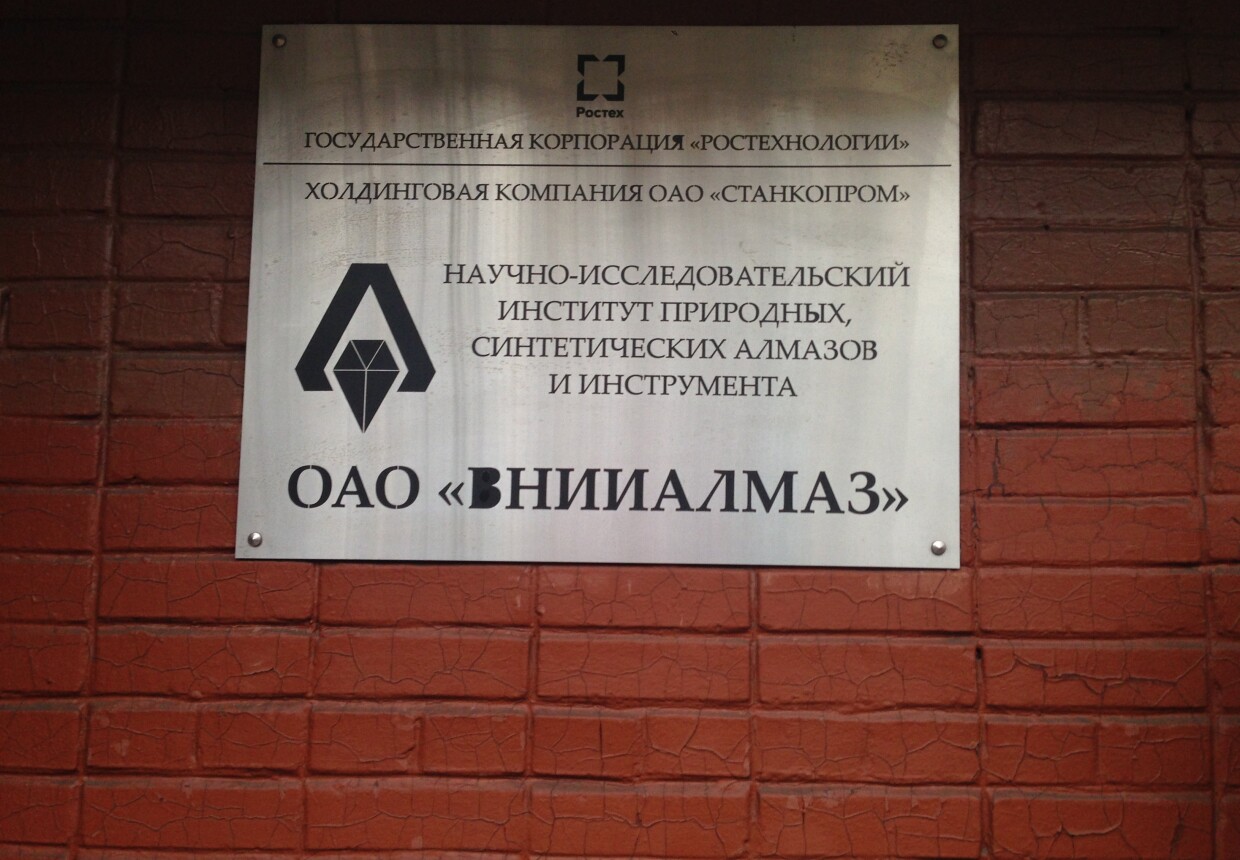 Ростех
ГОСУДАРСТВЕННАЯ КОРПОРАЦИЯ «РОСТЕХНОЛОГИИ»
ХОЛДИНГОВАЯ КОМПАНИЯ ОАО «СТАНКОПРОМ»
НАУЧНО-ИССЛЕДОВАТЕЛЬСКИЙ
ИНСТИТУТ ПРИРОДНЫХ,
СИНТЕТИЧЕСКИХ АЛМАЗОВ
И ИНСТРУМЕНТА
ОАО «ВНИИАЛМАЗ»